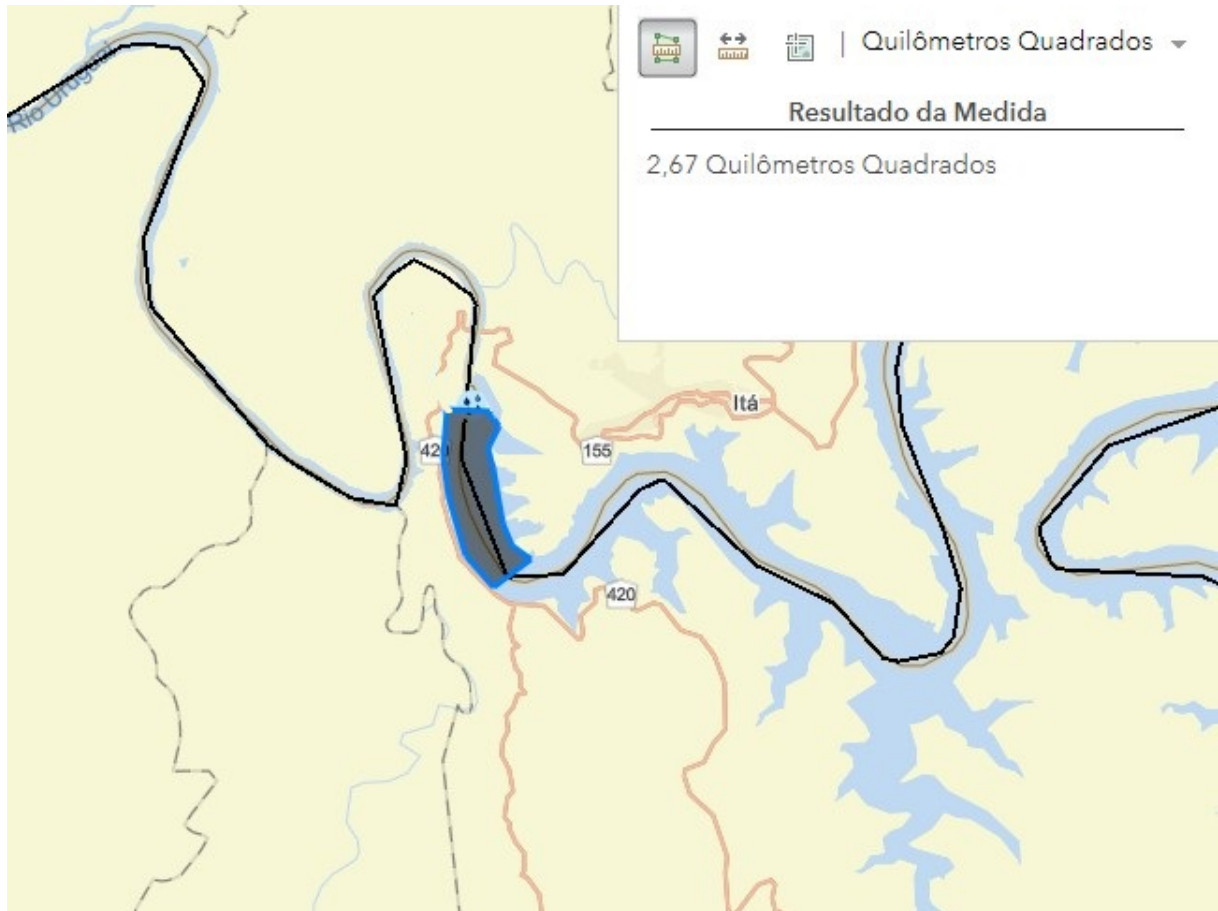 | Quilômetros Quadrados
Resultado da Medida
2,67 Quilômetros Quadrados
Rio Uruguai
Itá
420
155
420